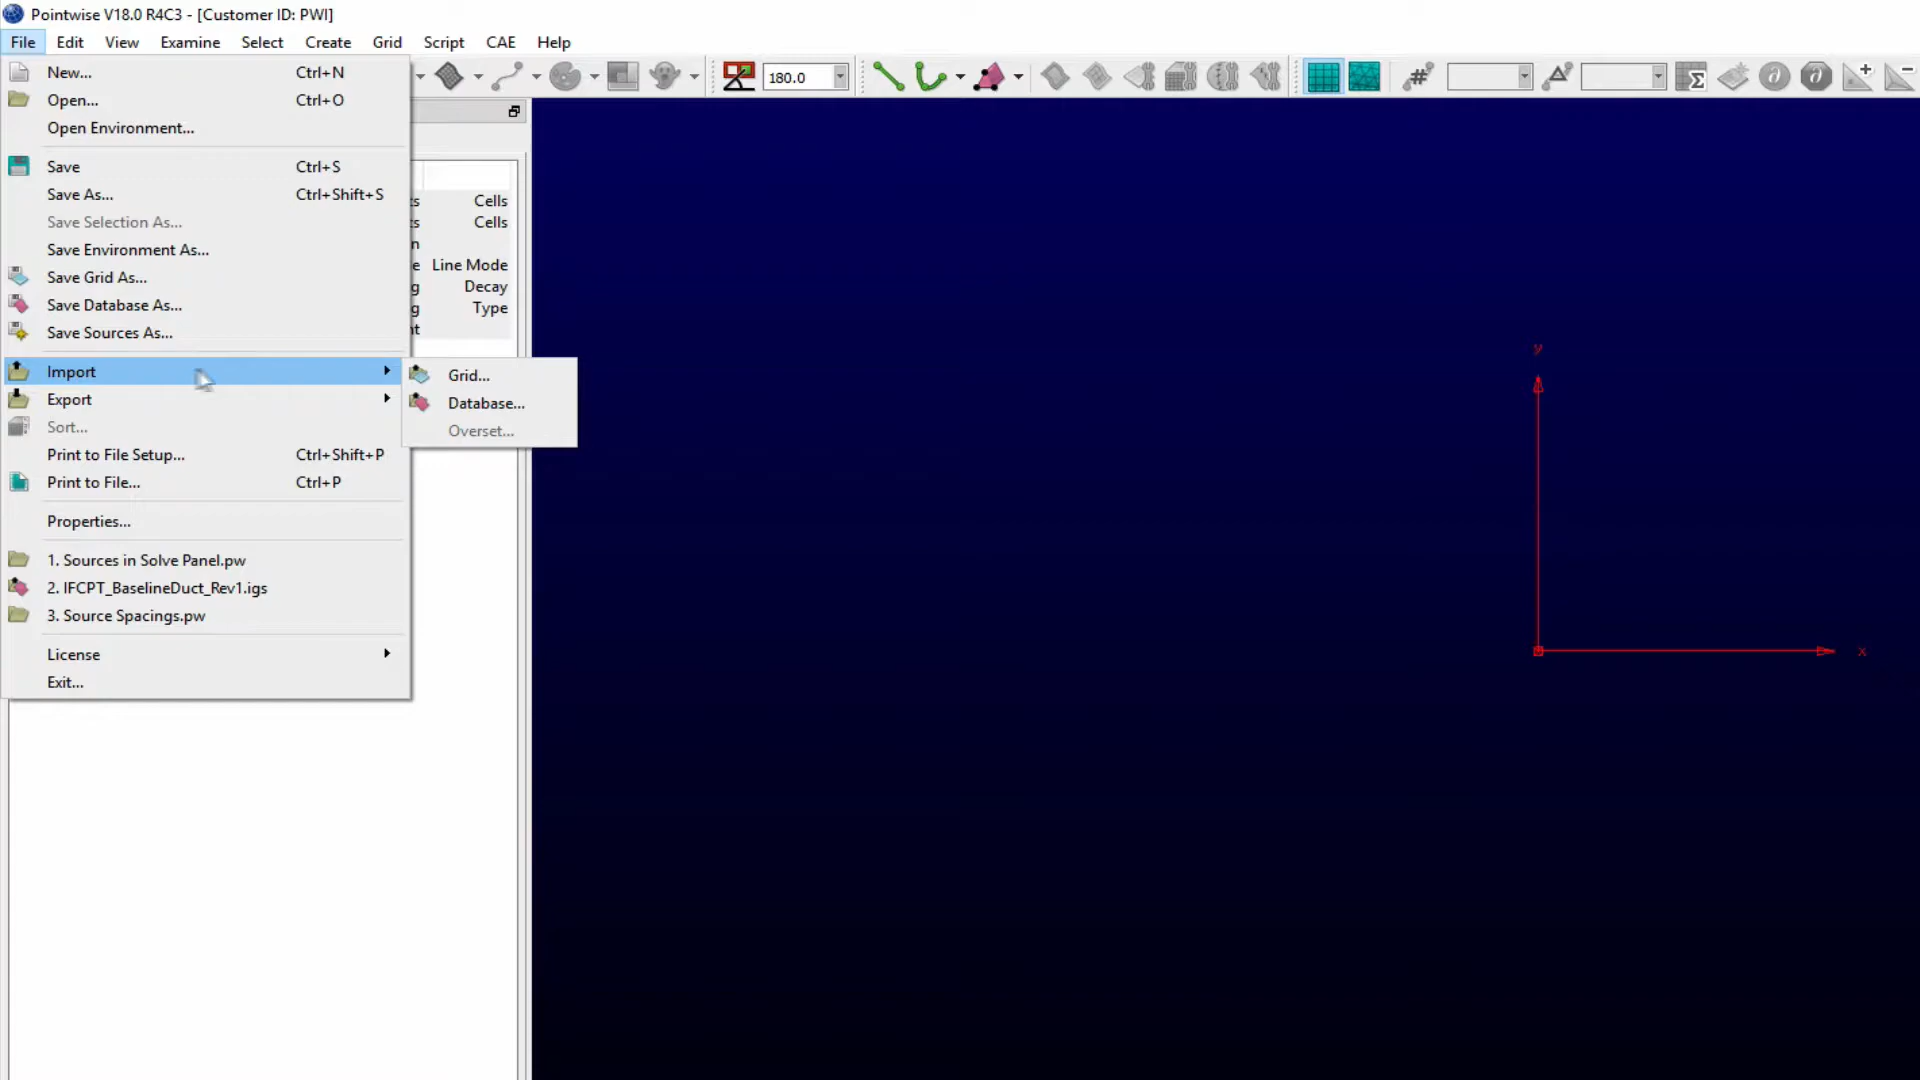 Pointwise V18.0 R4C3 - [Customer ID: PWI]
File Edit View Examine Select Create Grid Script CAE Help
New... Ctrl+N
180.0
Open... Ctrl+O
Open Environment...
Save Ctrl+S
Save As... Ctrl+Shift+S
Save Selection As...
Save Environment As...
Save Grid As...
Save Database As...
Save Sources As...
Import
Export
Sort...
Print to File Setup... Ctrl+Shift+P
Print to File... Ctrl+P
Properties...
1. Sources in Solve Panel.pw
2. IFCPT_BaselineDuct_Rev1.igs
3. Source Spacings.pw
License
Exit...
Grid...
Database...
Overset...
ts Cells
ts Cells
n
e Line Mode
g Decay
g Type
nt
y
x